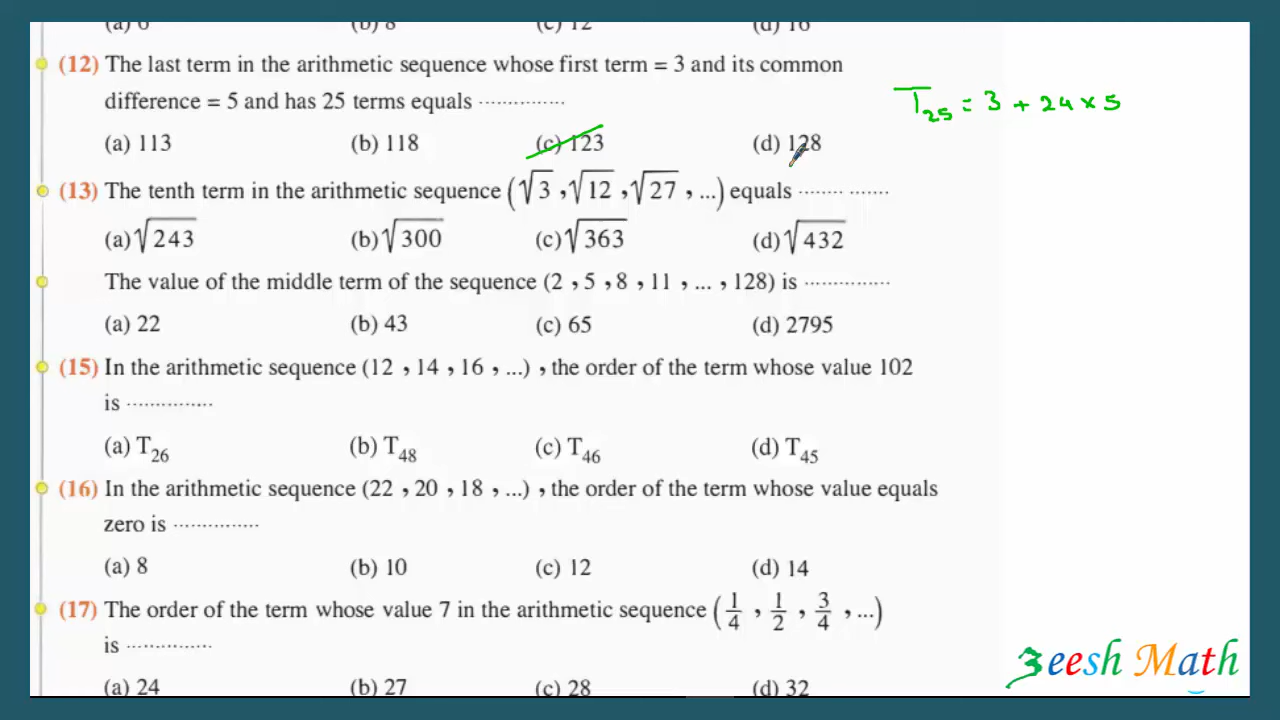 (a) 6 (b) 8 (c) 12 (d) 16
(12) The last term in the arithmetic sequence whose first term = 3 and its common
difference = 5 and has 25 terms equals ...............
T₂₅ = 3 + 24 × 5
(a) 113 (b) 118 (c) 123 (d) 128
(13) The tenth term in the arithmetic sequence (√3 , √12 , √27 , ...) equals ........ .......
(a) √243 (b) √300 (c) √363 (d) √432
The value of the middle term of the sequence (2 , 5 , 8 , 11 , ... , 128) is ...............
(a) 22 (b) 43 (c) 65 (d) 2795
(15) In the arithmetic sequence (12 , 14 , 16 , ...) , the order of the term whose value 102
is ...............
(a) T₂₆ (b) T₄₈ (c) T₄₆ (d) T₄₅
(16) In the arithmetic sequence (22 , 20 , 18 , ...) , the order of the term whose value equals
zero is ...............
(a) 8 (b) 10 (c) 12 (d) 14
(17) The order of the term whose value 7 in the arithmetic sequence (1/4 , 1/2 , 3/4 , ...)
is ...............
(a) 24 (b) 27 (c) 28 (d) 32
3eesh Math